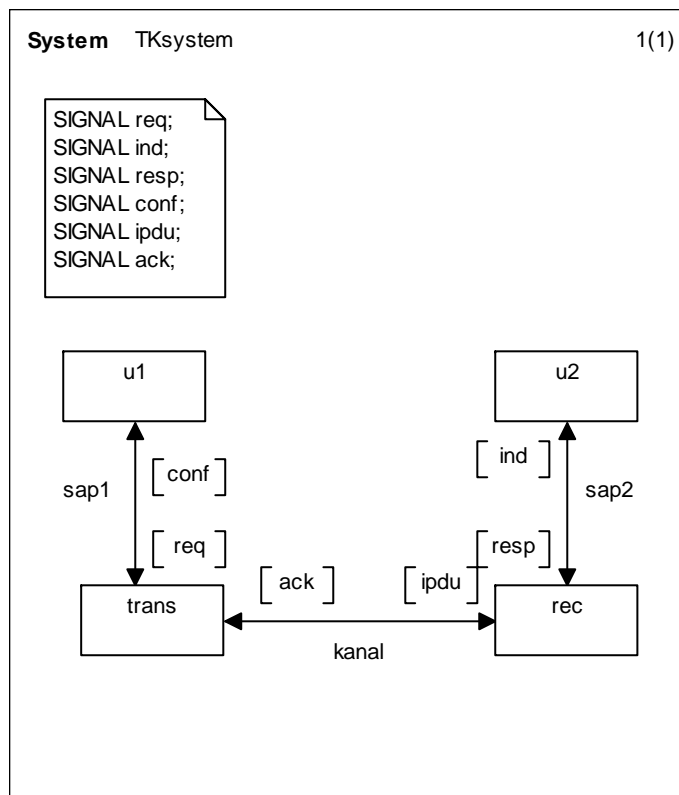 System TKsystem 1(1)
SIGNAL req;
SIGNAL ind;
SIGNAL resp;
SIGNAL conf;
SIGNAL ipdu;
SIGNAL ack;
u1
u2
[ind]
sap1
[conf]
sap2
[req]
[resp]
[ack]
[ipdu]
trans
rec
kanal